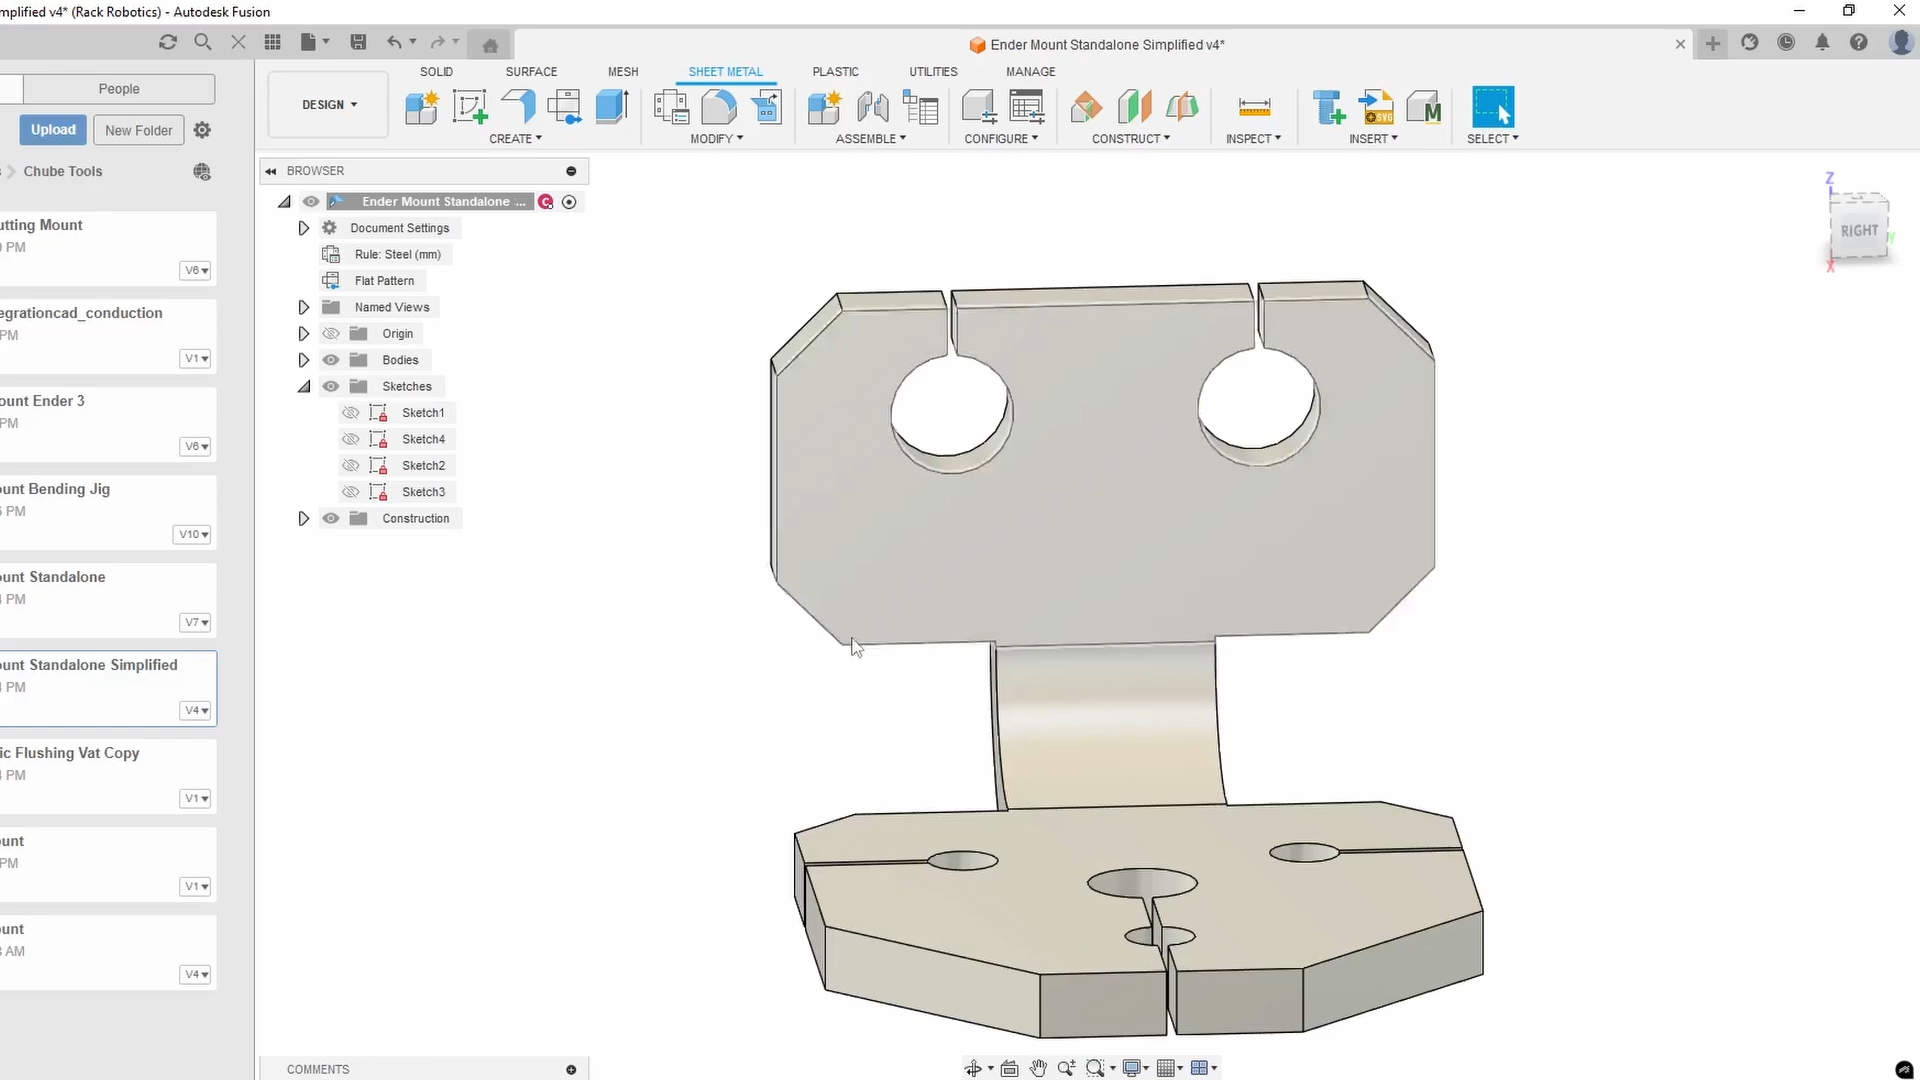 mplified v4* (Rack Robotics) - Autodesk Fusion
Ender Mount Standalone Simplified v4*
People
Upload
New Folder
Chube Tools
utting Mount
PM
V6
egrationcad_conduction
PM
V1
ount Ender 3
PM
V6
ount Bending Jig
PM
V10
ount Standalone
PM
V7
ount Standalone Simplified
PM
V4
ic Flushing Vat Copy
PM
V1
ount
PM
V1
ount
AM
V4
DESIGN
SOLID
SURFACE
MESH
SHEET METAL
PLASTIC
UTILITIES
MANAGE
CREATE
MODIFY
ASSEMBLE
CONFIGURE
CONSTRUCT
INSPECT
INSERT
SVG
M
SELECT
BROWSER
Ender Mount Standalone ...
C
Document Settings
Rule: Steel (mm)
Flat Pattern
Named Views
Origin
Bodies
Sketches
Sketch1
Sketch4
Sketch2
Sketch3
Construction
Z
RIGHT
Y
X
COMMENTS